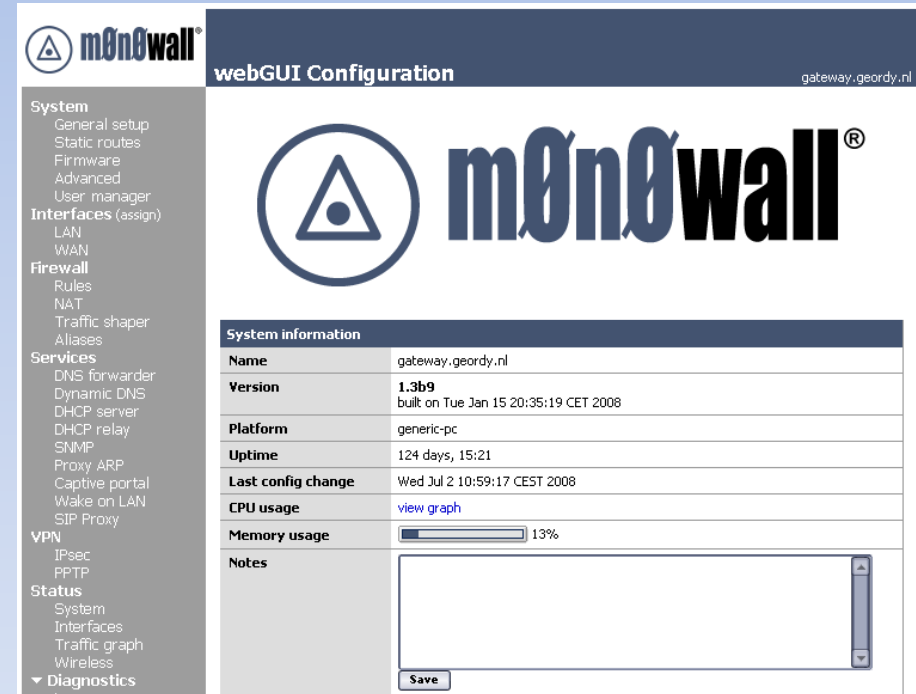 m0n0wall®
webGUI Configuration
gateway.geordy.nl
System
General setup
Static routes
Firmware
Advanced
User manager
Interfaces (assign)
LAN
WAN
Firewall
Rules
NAT
Traffic shaper
Aliases
Services
DNS forwarder
Dynamic DNS
DHCP server
DHCP relay
SNMP
Proxy ARP
Captive portal
Wake on LAN
SIP Proxy
VPN
IPsec
PPTP
Status
System
Interfaces
Traffic graph
Wireless
Diagnostics
mØnØwall®
System information
Name gateway.geordy.nl
Version 1.3b9
built on Tue Jan 15 20:35:19 CET 2008
Platform generic-pc
Uptime 124 days, 15:21
Last config change Wed Jul 2 10:59:17 CEST 2008
CPU usage view graph
Memory usage 13%
Notes
Save